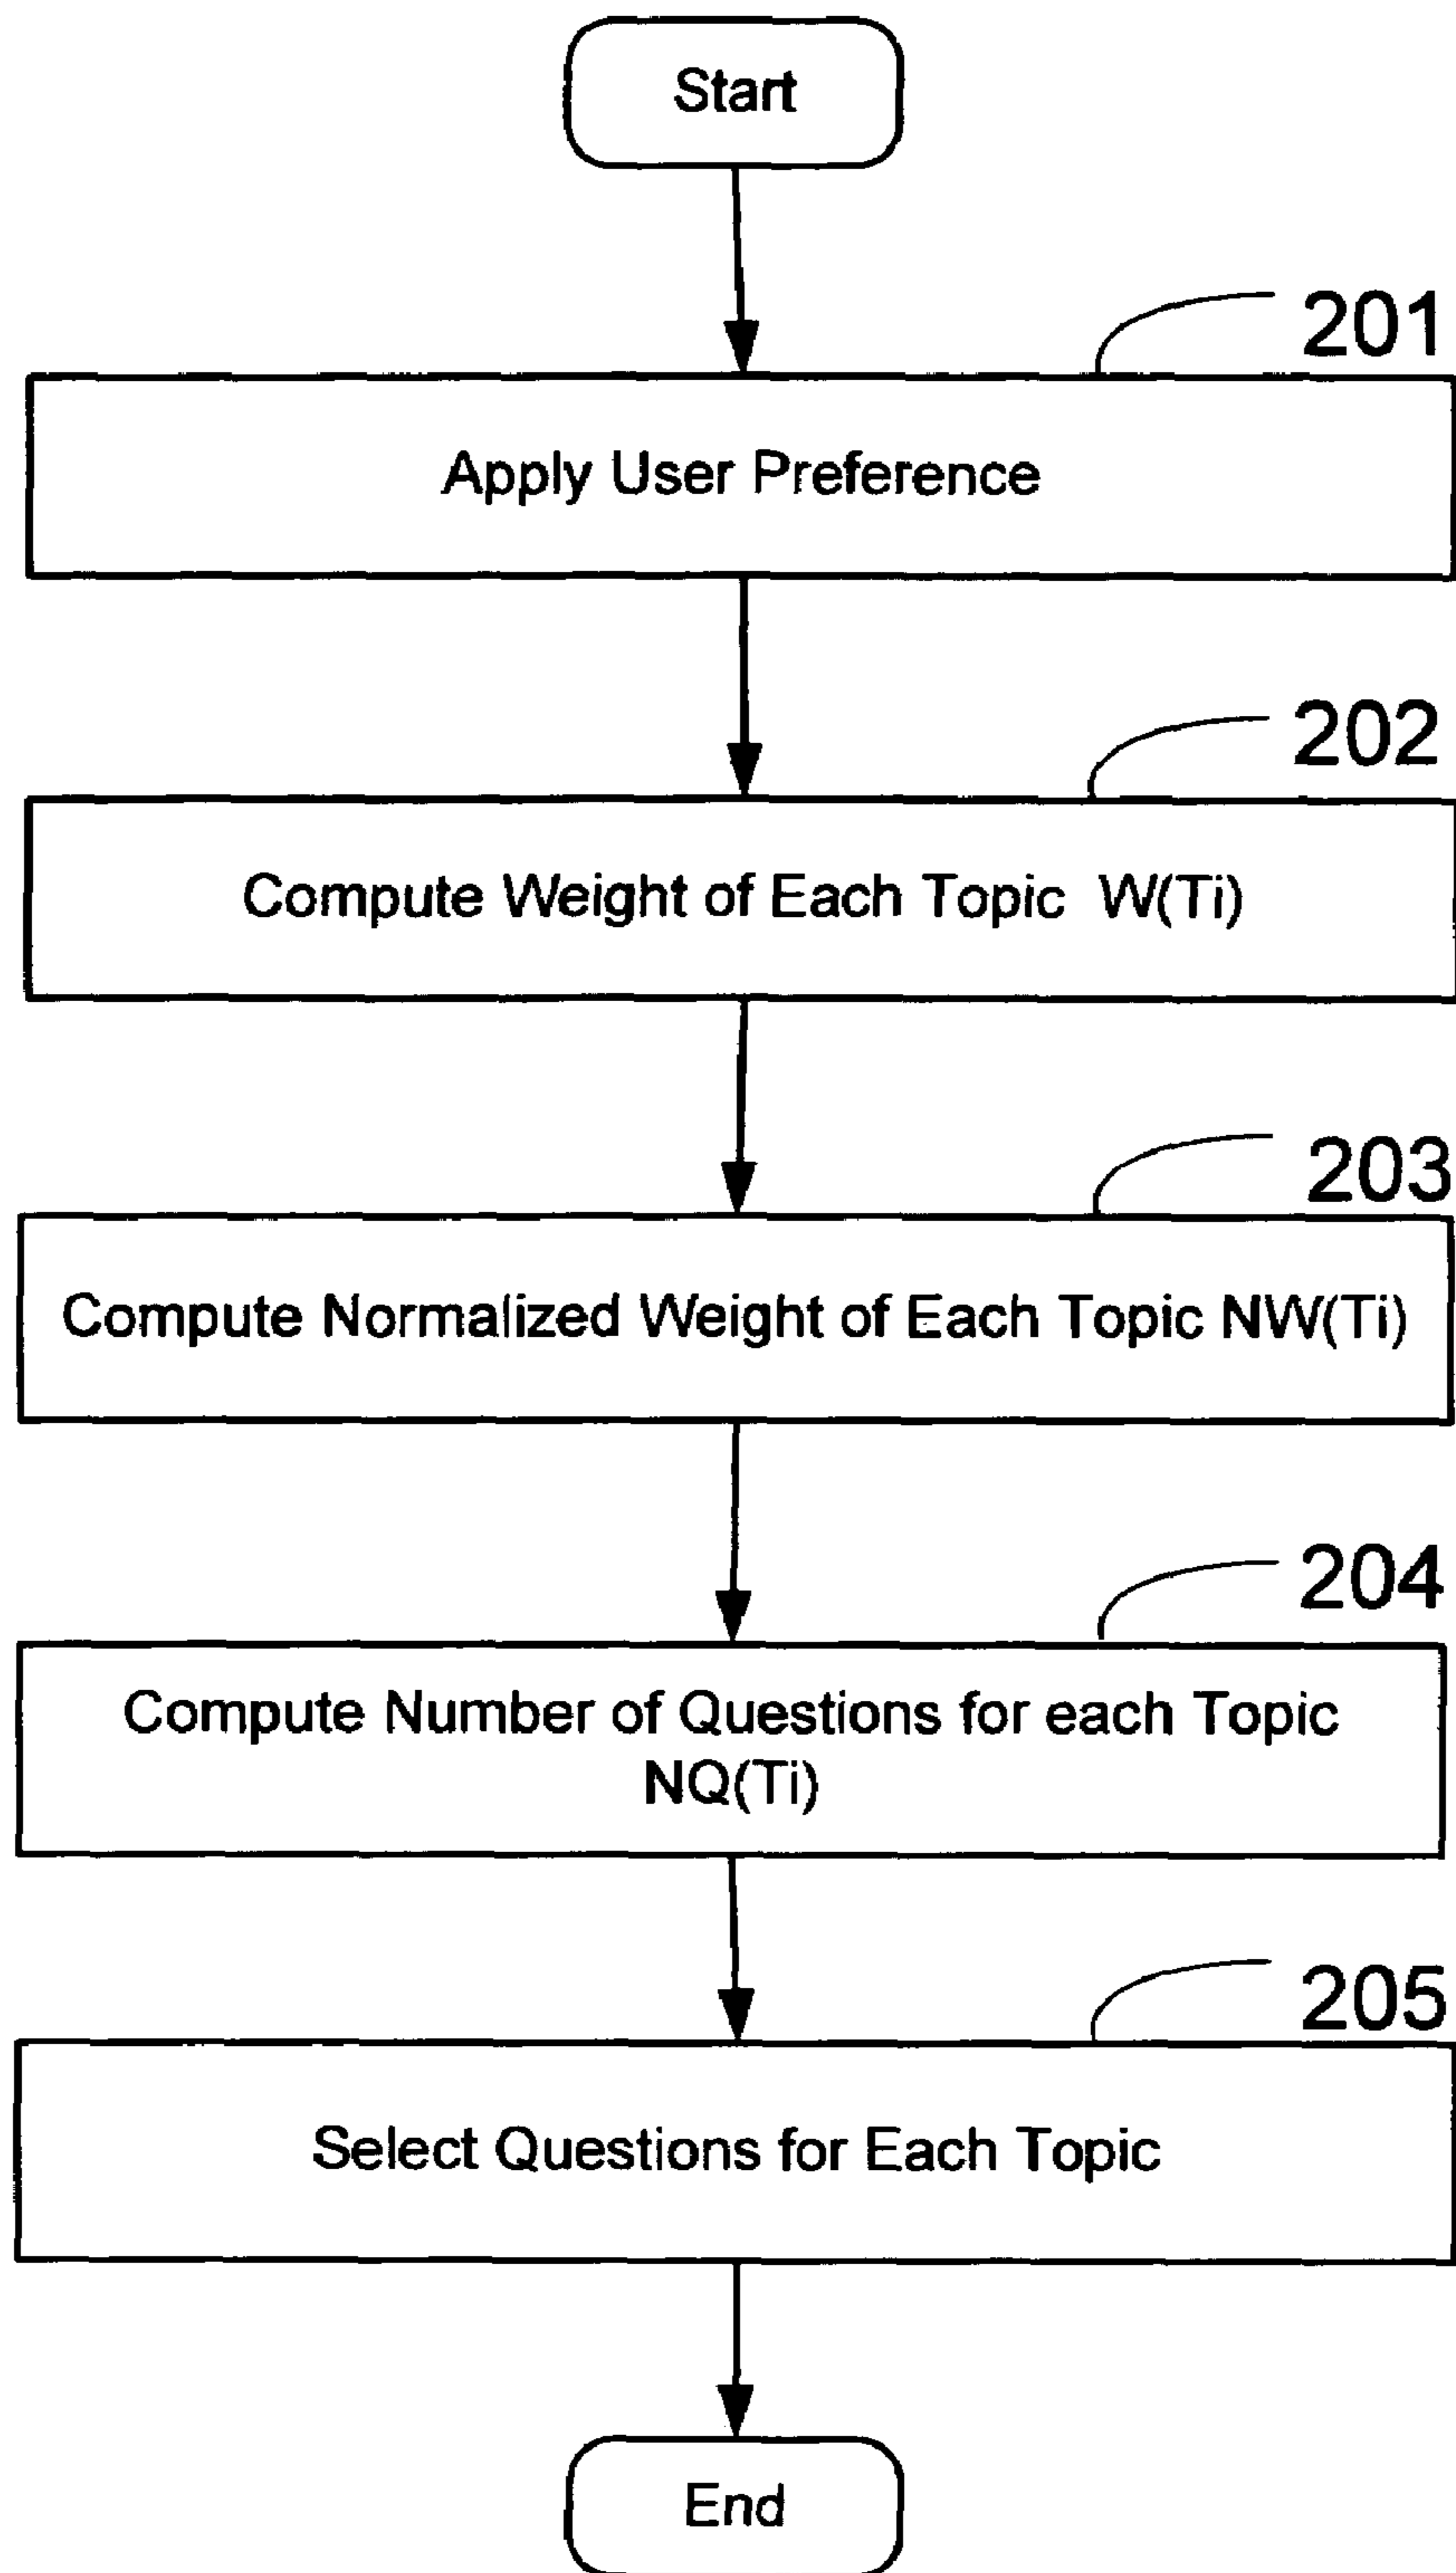 Start
201
Apply User Preference
202
Compute Weight of Each Topic W(Ti)
203
Compute Normalized Weight of Each Topic NW(Ti)
204
Compute Number of Questions for each Topic
NQ(Ti)
205
Select Questions for Each Topic
End